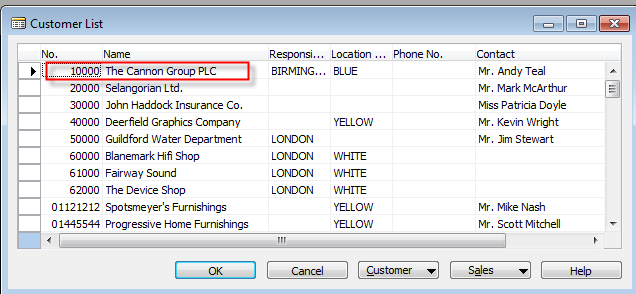 Customer List
No. Name Responsi... Location ... Phone No. Contact
10000 The Cannon Group PLC BIRMING... BLUE Mr. Andy Teal
20000 Selangorian Ltd. Mr. Mark McArthur
30000 John Haddock Insurance Co. Miss Patricia Doyle
40000 Deerfield Graphics Company YELLOW Mr. Kevin Wright
50000 Guildford Water Department LONDON Mr. Jim Stewart
60000 Blanemark Hifi Shop LONDON WHITE
61000 Fairway Sound LONDON WHITE
62000 The Device Shop LONDON WHITE
01121212 Spotsmeyer's Furnishings YELLOW Mr. Mike Nash
01445544 Progressive Home Furnishings YELLOW Mr. Scott Mitchell
OK Cancel Customer Sales Help